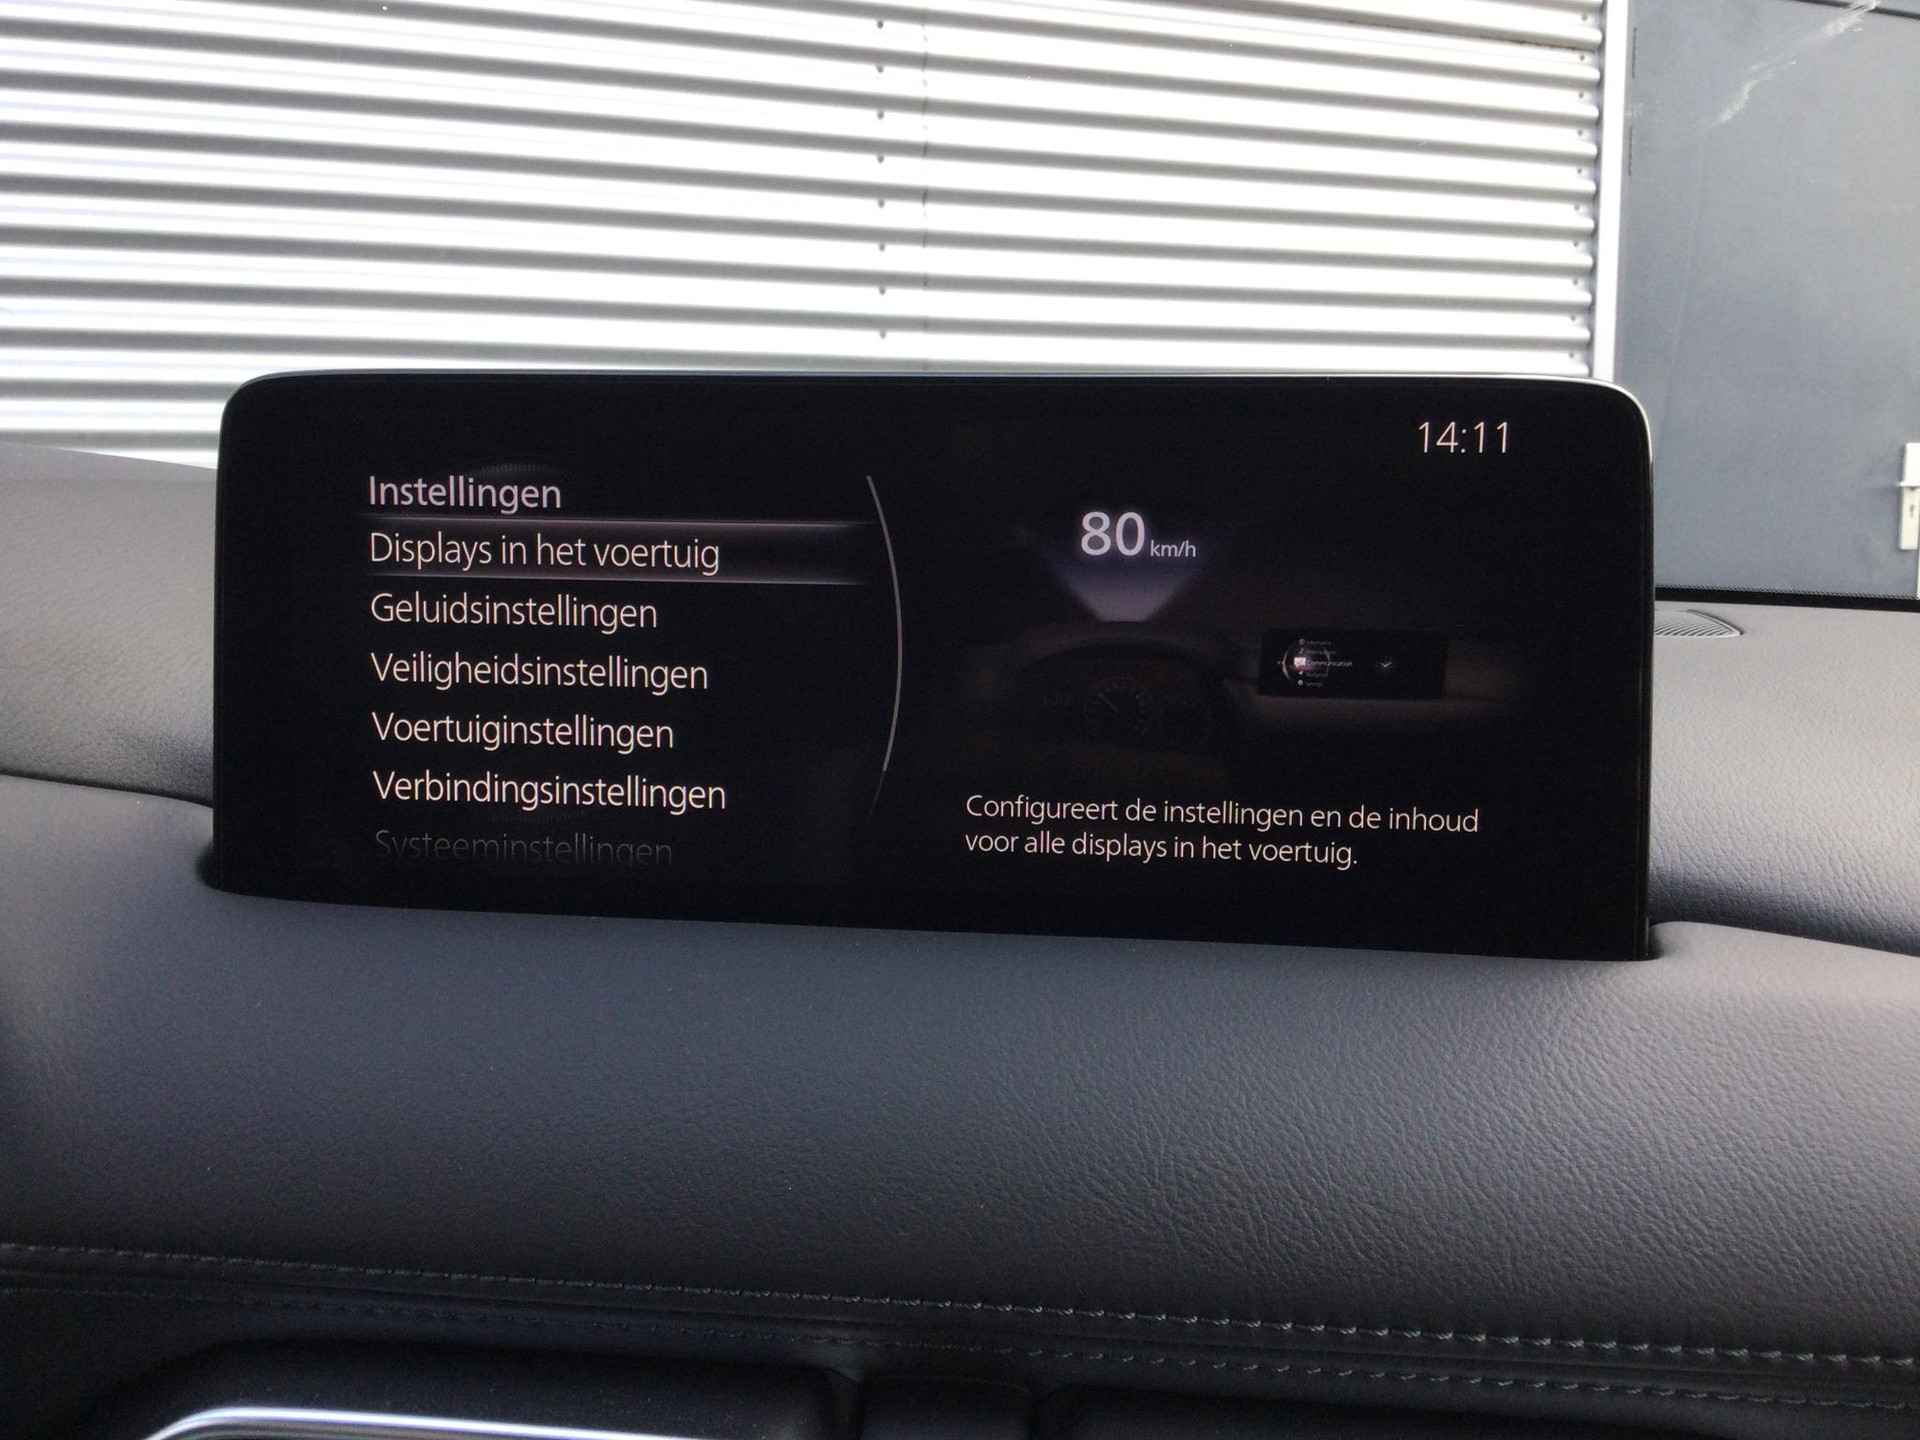 14:11
Instellingen
Displays in het voertuig
Geluidsinstellingen
Veiligheidsinstellingen
Voertuiginstellingen
Verbindingsinstellingen
Systeeminstellingen
80 km/h
Communication
Configureert de instellingen en de inhoud
voor alle displays in het voertuig.